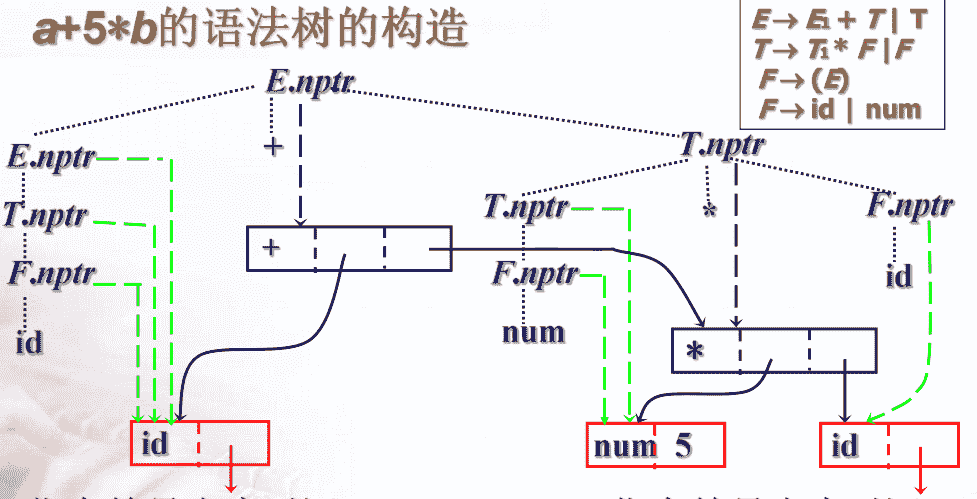 a+5*b的语法树的构造
E → E₁ + T | T
T → T₁* F | F
F → (E)
F → id | num
E.nptr
+
E.nptr
T.nptr
T.nptr
T.nptr
*
F.nptr
+
F.nptr
F.nptr
id
id
num
*
id
num 5
id